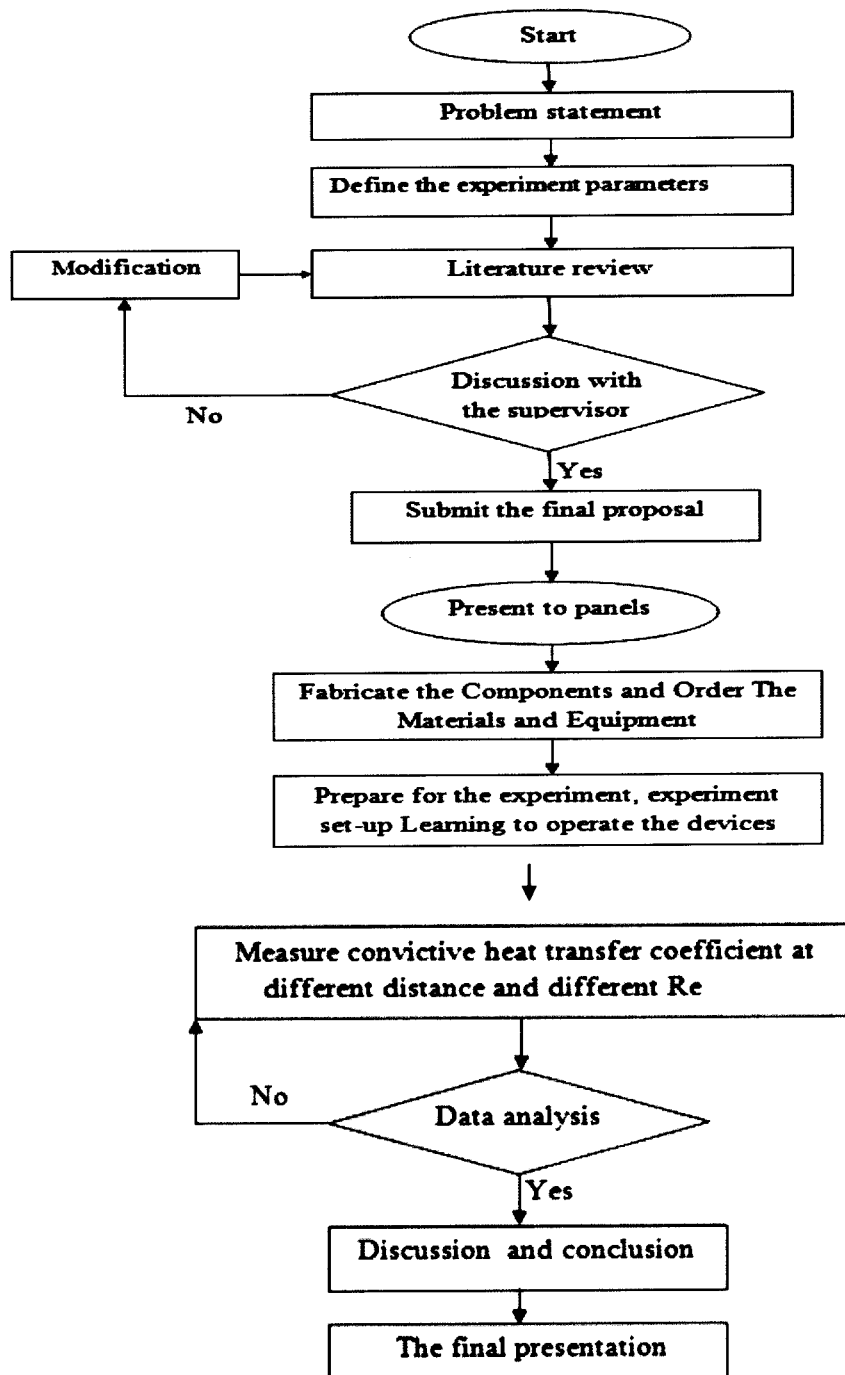 Start
Problem statement
Define the experiment parameters
Modification
Literature review
Discussion with
the supervisor
No
Yes
Submit the final proposal
Present to panels
Fabricate the Components and Order The
Materials and Equipment
Prepare for the experiment, experiment
set-up Learning to operate the devices
Measure convictive heat transfer coefficient at
different distance and different Re
No
Data analysis
Yes
Discussion and conclusion
The final presentation